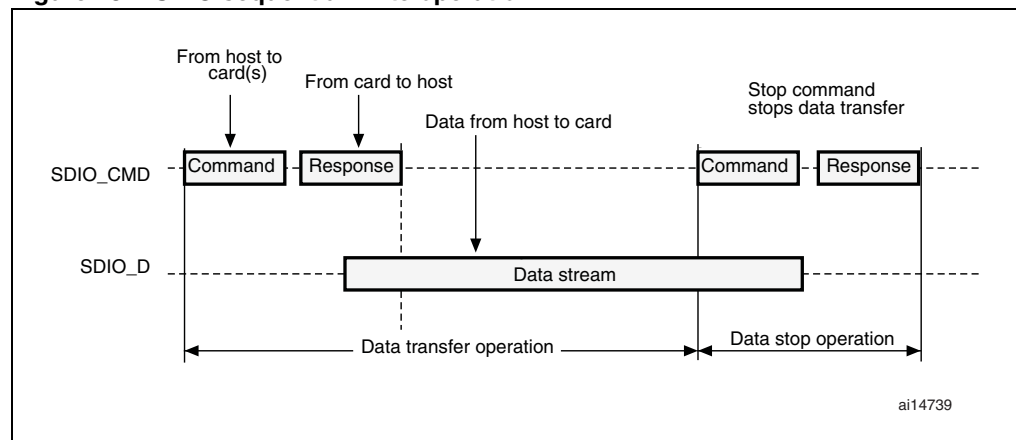 From host to
card(s)
From card to host
Data from host to card
Stop command
stops data transfer
SDIO_CMD
Command
Response
Command
Response
SDIO_D
Data stream
Data transfer operation
Data stop operation
ai14739